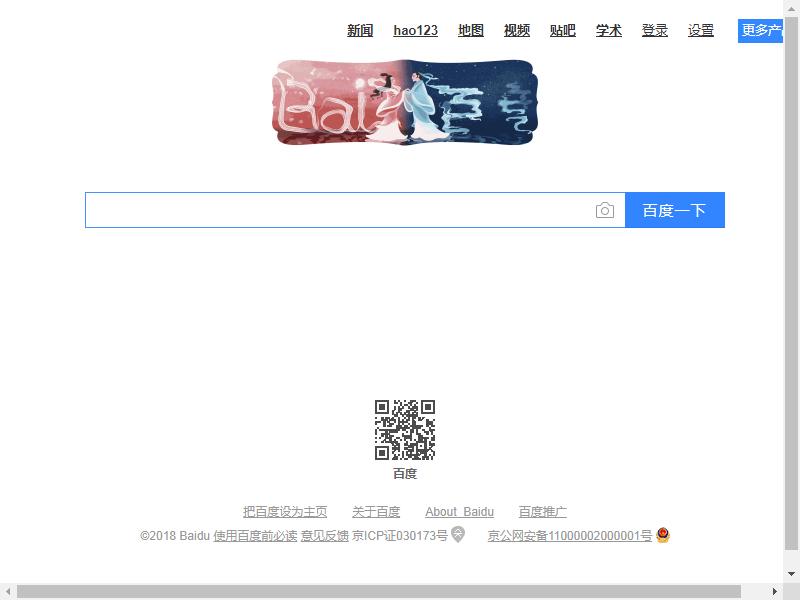 新闻 hao123 地图 视频 贴吧 学术 登录 设置 更多产
Bai 百
百度一下
百度
把百度设为主页 关于百度 About Baidu 百度推广
©2018 Baidu 使用百度前必读 意见反馈 京ICP证030173号 京公网安备11000002000001号